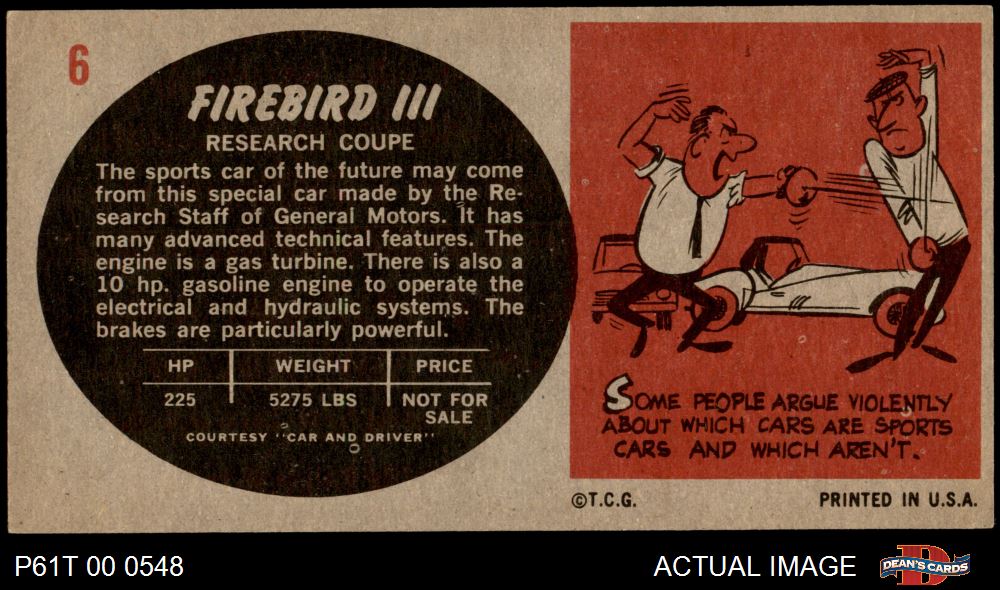 6
FIREBIRD III
RESEARCH COUPE
The sports car of the future may come
from this special car made by the Re-
search Staff of General Motors. It has
many advanced technical features. The
engine is a gas turbine. There is also a
10 hp. gasoline engine to operate the
electrical and hydraulic systems. The
brakes are particularly powerful.
HP WEIGHT PRICE
225 5275 LBS NOT FOR
SALE
COURTESY "CAR AND DRIVER"
SOME PEOPLE ARGUE VIOLENTLY
ABOUT WHICH CARS ARE SPORTS
CARS AND WHICH AREN'T.
©T.C.G. PRINTED IN U.S.A.
P61T 00 0548 ACTUAL IMAGE D DEAN'S CARDS